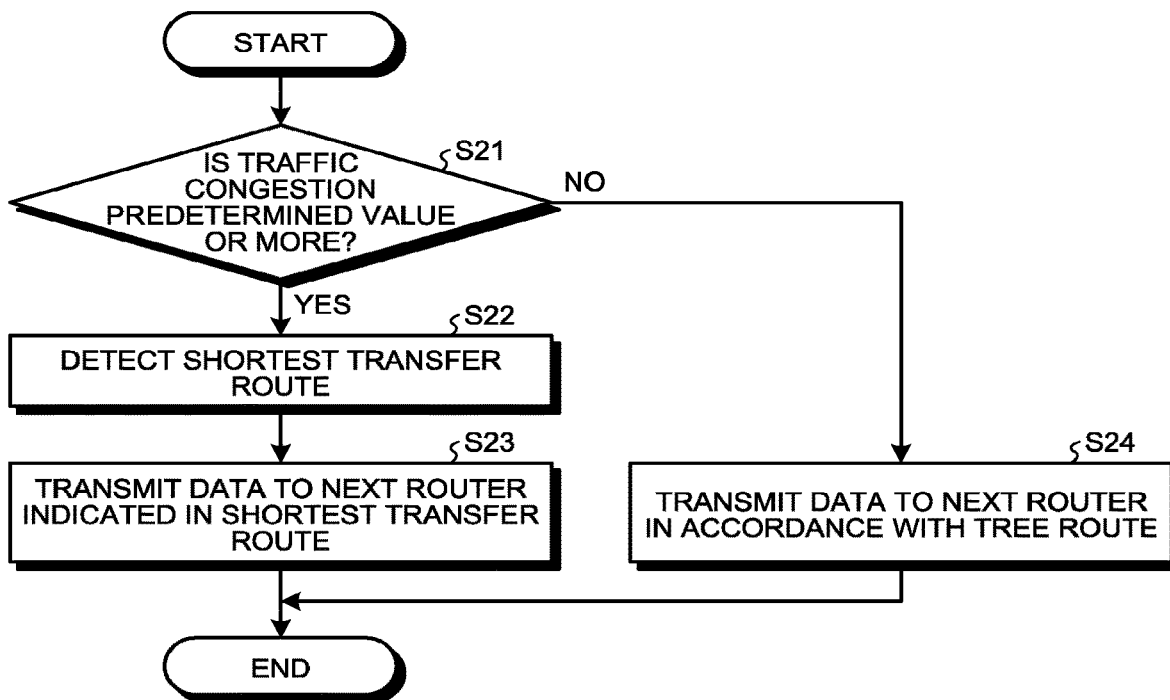 START
S21
IS TRAFFIC
CONGESTION
PREDETERMINED VALUE
OR MORE?
NO
YES
S22
DETECT SHORTEST TRANSFER
ROUTE
S23
TRANSMIT DATA TO NEXT ROUTER
INDICATED IN SHORTEST TRANSFER
ROUTE
S24
TRANSMIT DATA TO NEXT ROUTER
IN ACCORDANCE WITH TREE ROUTE
END